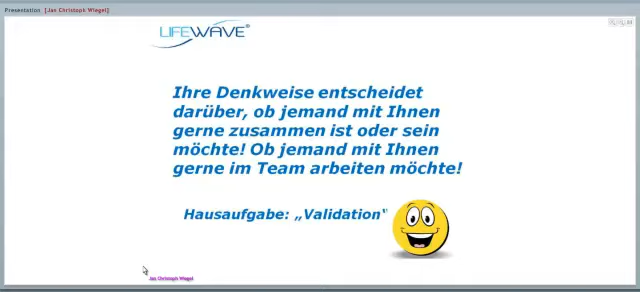 Presentation [Jan Christoph Wiegel]
LIFEWAVE®
Ihre Denkweise entscheidet
darüber, ob jemand mit Ihnen
gerne zusammen ist oder sein
möchte! Ob jemand mit Ihnen
gerne im Team arbeiten möchte!
Hausaufgabe: „Validation“
Jan Christoph Wiegel